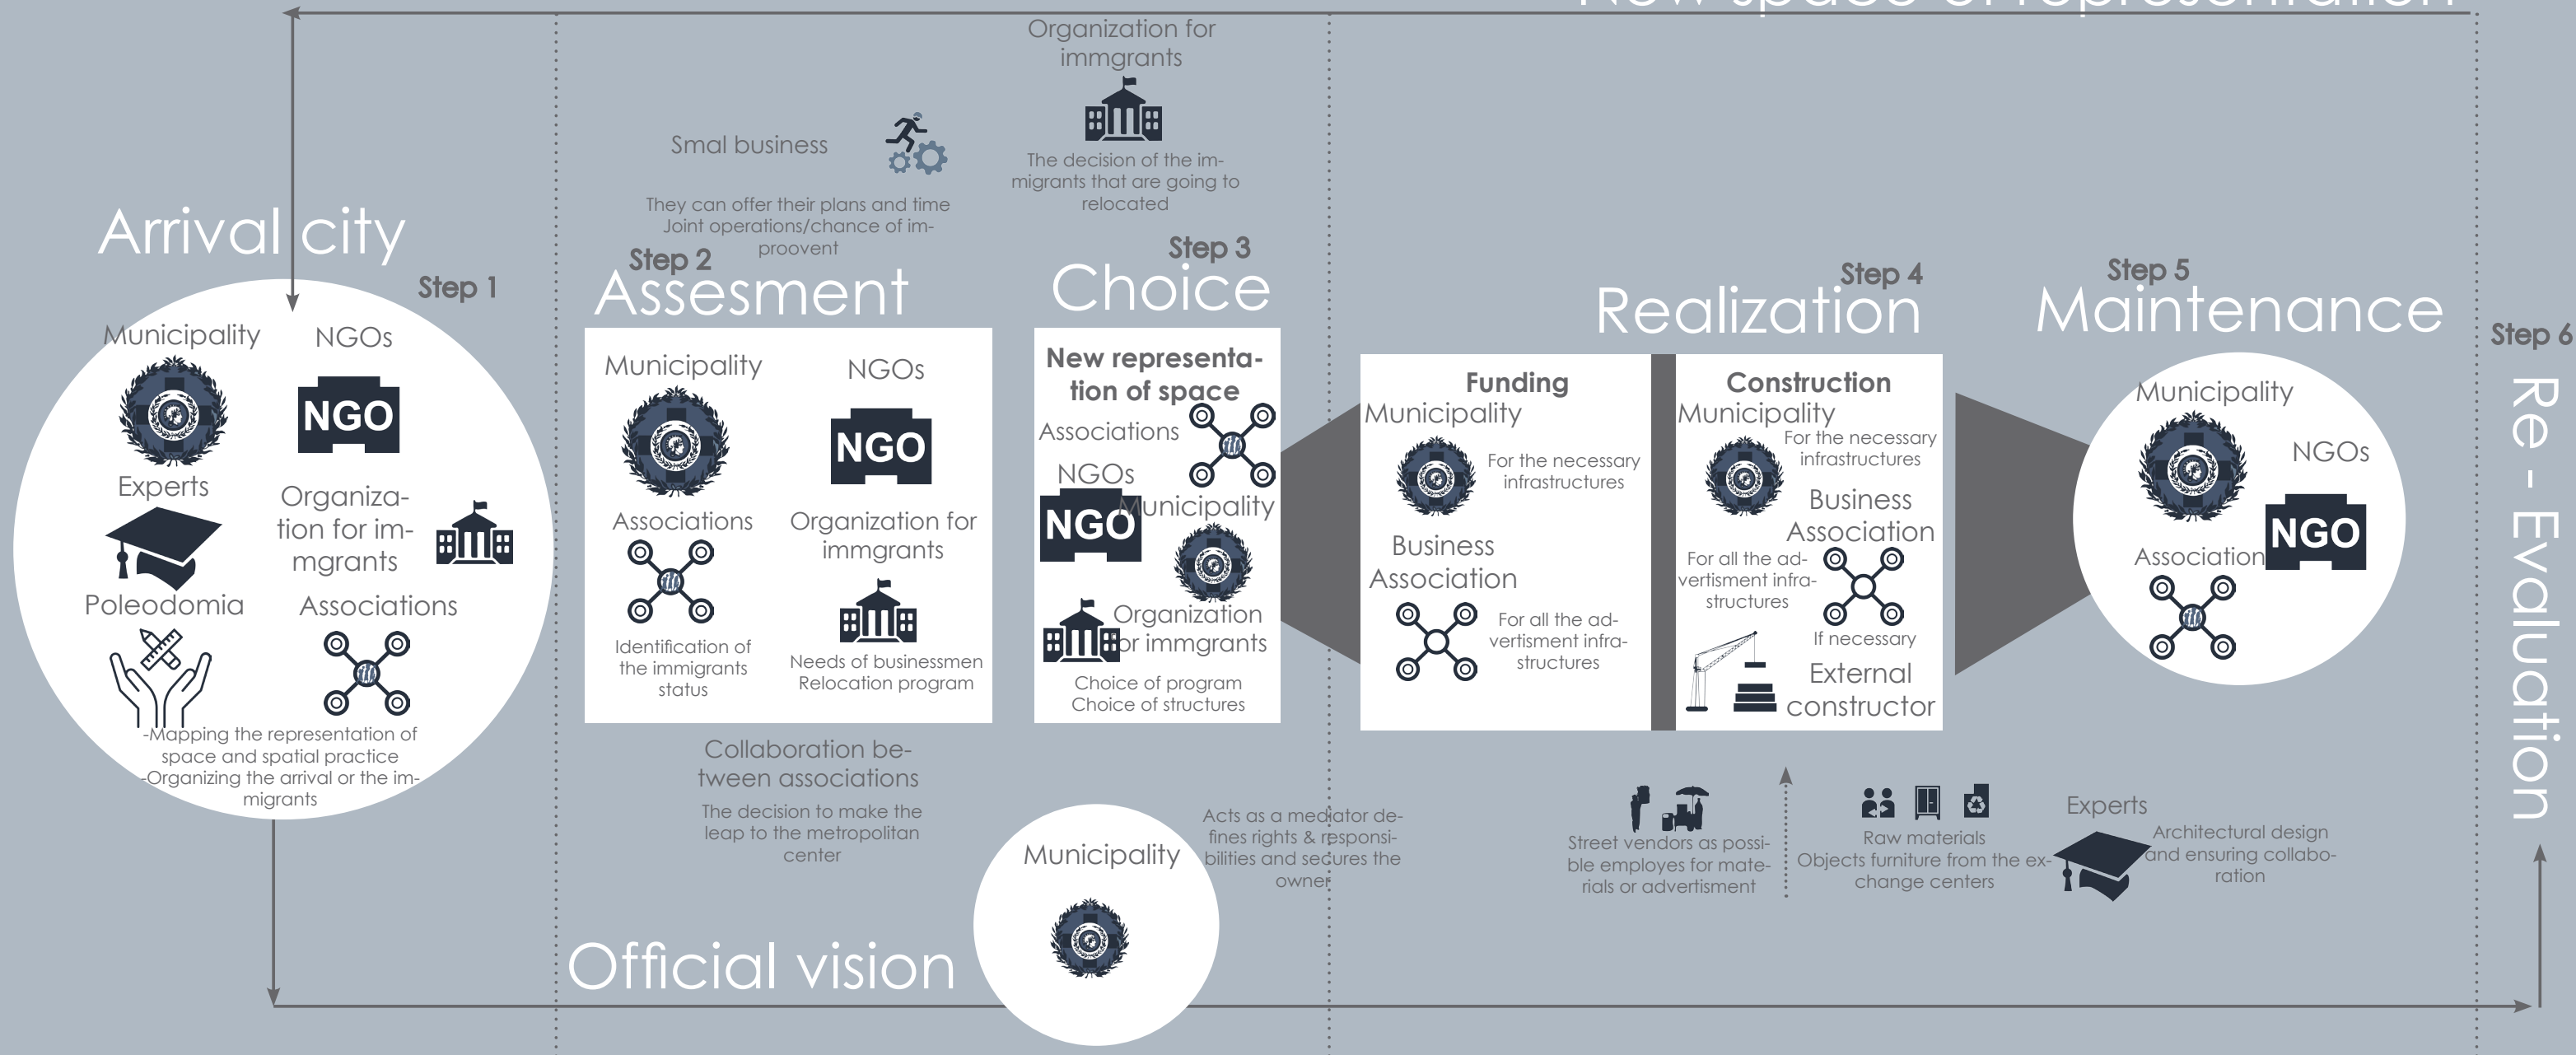 New space of representation
Organization for
immgrants
The decision of the im-
migrants that are going to
relocated
Smal business
They can offer their plans and time
Joint operations/chance of im-
proovent
Arrival city
Step 1
Municipality
NGOs
NGO
Experts
Organiza-
tion for im-
mgrants
Poleodomia
Associations
-Mapping the representation of
space and spatial practice
-Organizing the arrival or the im-
migrants
Step 2
Assesment
Municipality
NGOs
NGO
Associations
Organization for
immgrants
Identification of
the immigrants
status
Needs of businessmen
Relocation program
Collaboration be-
tween associations
The decision to make the
leap to the metropolitan
center
Step 3
Choice
New representa-
tion of space
Associations
NGOs
NGO
Municipality
Organization
for immgrants
Choice of program
Choice of structures
Step 4
Realization
Funding
Municipality
For the necessary
infrastructures
Business
Association
For all the ad-
vertisment infra-
structures
Construction
Municipality
For the necessary
infrastructures
Business
Association
For all the ad-
vertisment infra-
structures
If necessary
External
constructor
Street vendors as possi-
ble employes for mate-
rials or advertisment
Raw materials
Objects furniture from the ex-
change centers
Experts
Architectural design
and ensuring collabo-
ration
Step 5
Maintenance
Municipality
NGOs
NGO
Association
Step 6
Re - Evaluation
Official vision
Municipality
Acts as a mediator de-
fines rights & responsi-
bilities and secures the
owner